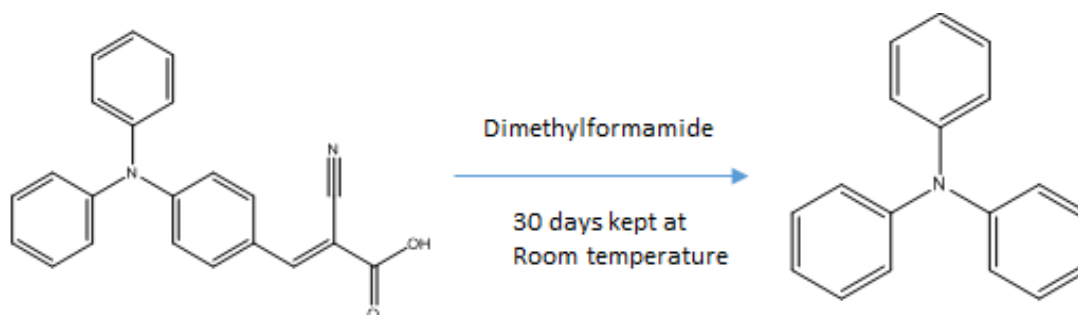 N
N
OH
O
Dimethylformamide
30 days kept at
Room temperature
N